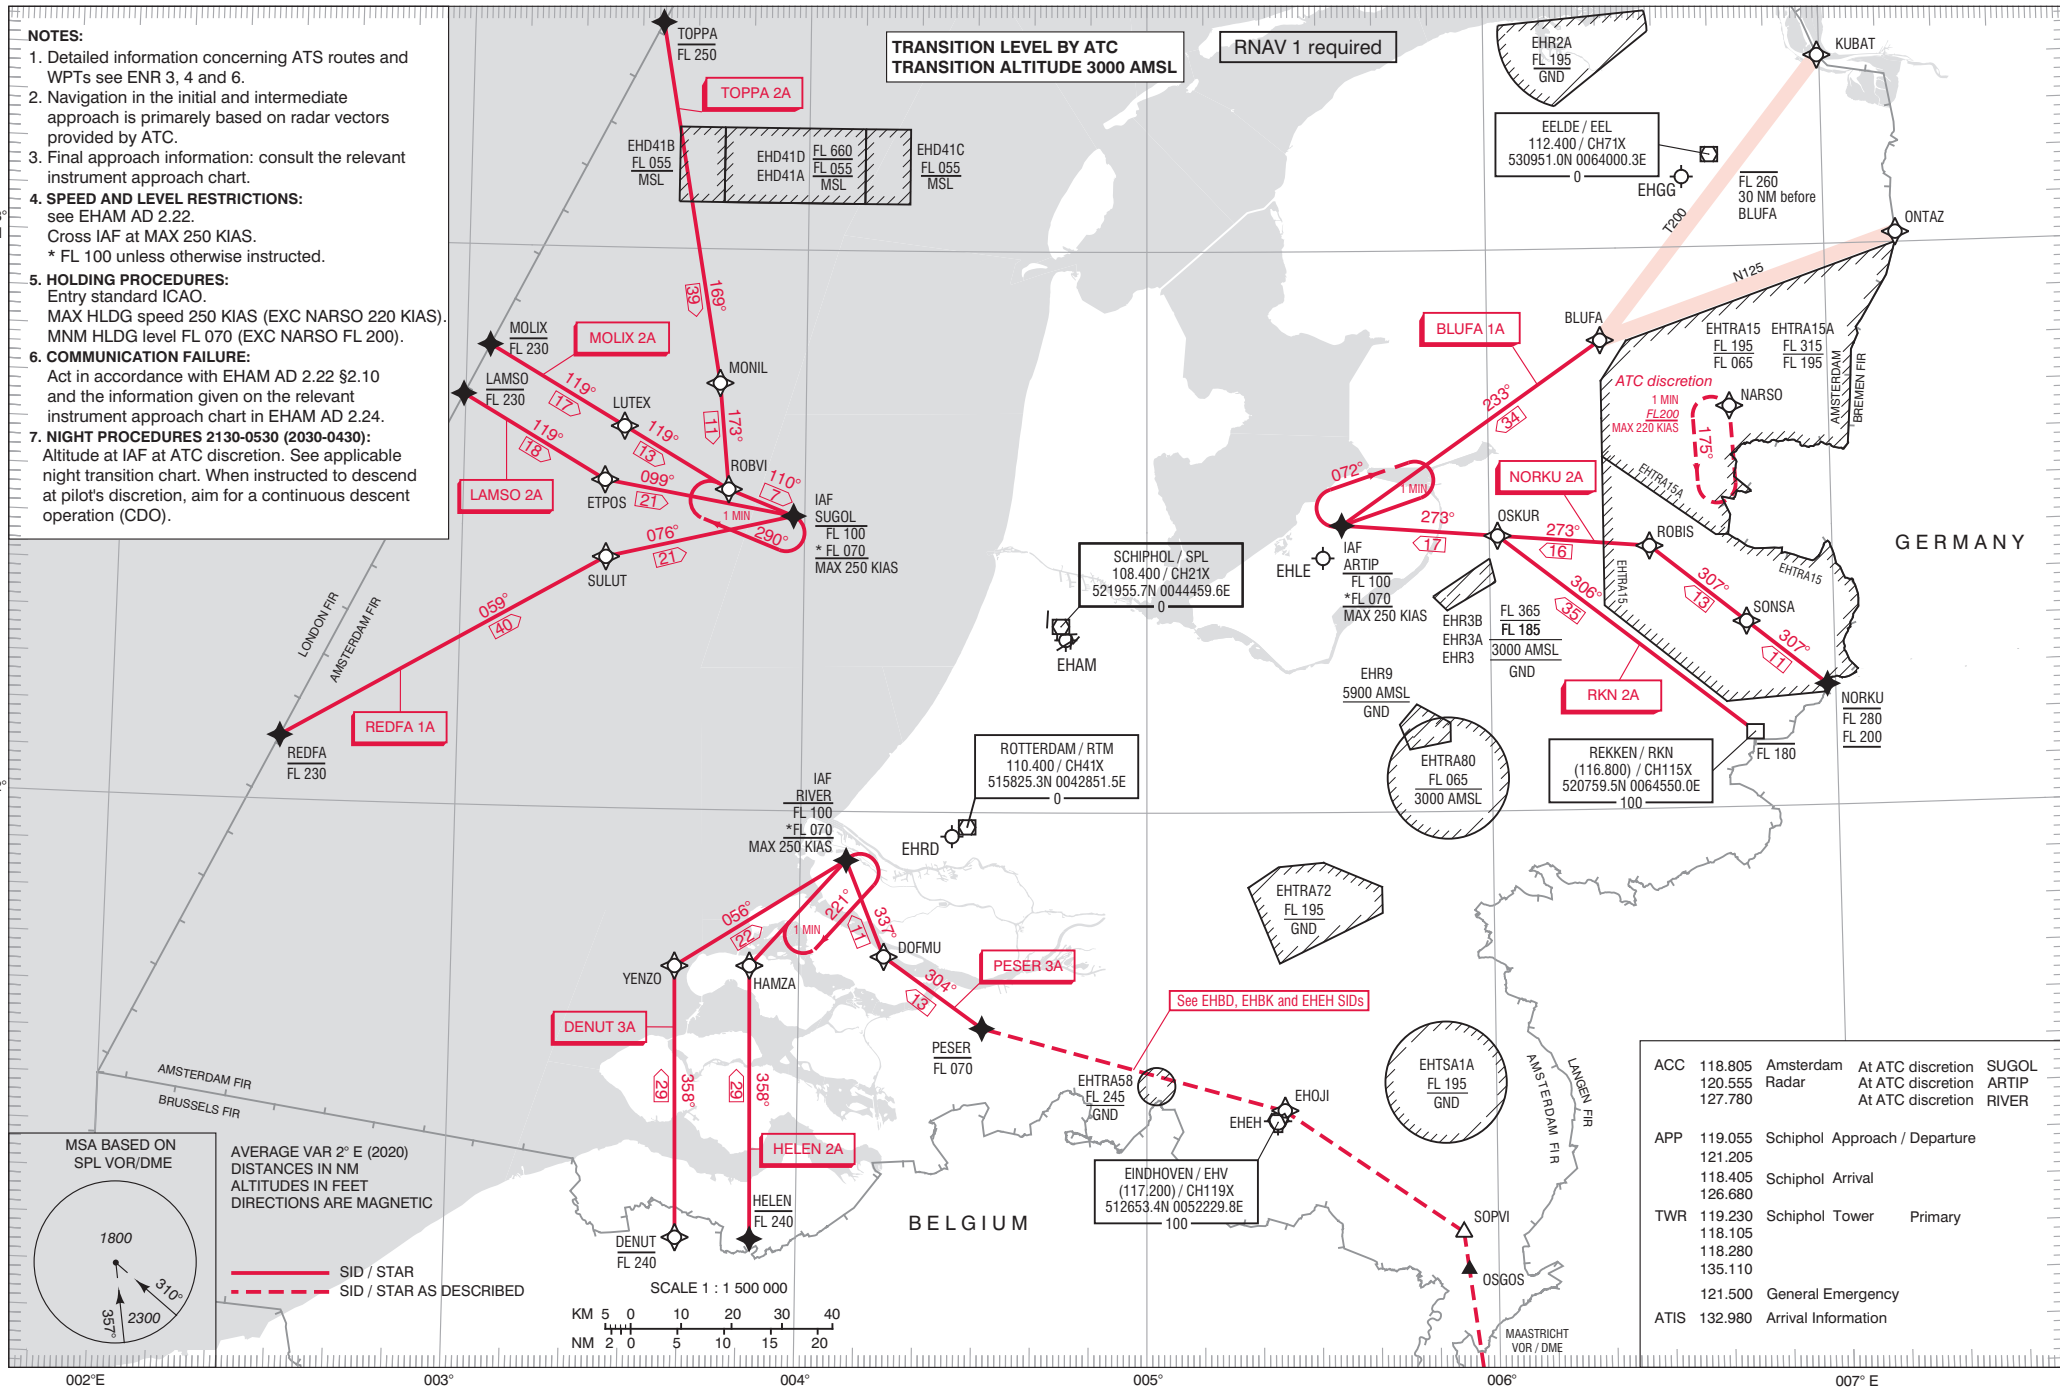 NOTES:
1. Detailed information concerning ATS routes and
WPTs see ENR 3, 4 and 6.
2. Navigation in the initial and intermediate
approach is primarely based on radar vectors
provided by ATC.
3. Final approach information: consult the relevant
instrument approach chart.
4. SPEED AND LEVEL RESTRICTIONS:
see EHAM AD 2.22.
Cross IAF at MAX 250 KIAS.
* FL 100 unless otherwise instructed.
5. HOLDING PROCEDURES:
Entry standard ICAO.
MAX HLDG speed 250 KIAS (EXC NARSO 220 KIAS).
MNM HLDG level FL 070 (EXC NARSO FL 200).
6. COMMUNICATION FAILURE:
Act in accordance with EHAM AD 2.22 §2.10
and the information given on the relevant
instrument approach chart in EHAM AD 2.24.
7. NIGHT PROCEDURES 2130-0530 (2030-0430):
Altitude at IAF at ATC discretion. See applicable
night transition chart. When instructed to descend
at pilot's discretion, aim for a continuous descent
operation (CDO).
TOPPA
FL 250
TOPPA 2A
TRANSITION LEVEL BY ATC
TRANSITION ALTITUDE 3000 AMSL
RNAV 1 required
EHR2A
FL 195
GND
KUBAT
EHD41B
FL 055
MSL
EHD41D
EHD41A
FL 660
FL 055
MSL
EHD41C
FL 055
MSL
EELDE / EEL
112.400 / CH71X
530951.0N 0064000.3E
0
EHGG
FL 260
30 NM before
BLUFA
T200
ONTAZ
N125
39
169°
MOLIX
FL 230
MOLIX 2A
LAMSO
FL 230
119°
17
LUTEX
MONIL
119°
13
11
173°
119°
18
LAMSO 2A
ETPOS
099°
21
ROBVI
110°
7
1 MIN
290°
IAF
SUGOL
FL 100
* FL 070
MAX 250 KIAS
076°
21
SULUT
059°
40
LONDON FIR
AMSTERDAM FIR
REDFA 1A
REDFA
FL 230
BLUFA
BLUFA 1A
233°
34
EHTRA15
FL 195
FL 065
EHTRA15A
FL 315
FL 195
AMSTERDAM
BREMEN FIR
ATC discretion
1 MIN
FL200
MAX 220 KIAS
NARSO
175°
072°
1 MIN
NORKU 2A
EHTRA15A
EHTRA15
EHTRA15
273°
17
OSKUR
273°
16
ROBIS
307°
13
SONSA
307°
11
GERMANY
EHLE
IAF
ARTIP
FL 100
*FL 070
MAX 250 KIAS
306°
35
SCHIPHOL / SPL
108.400 / CH21X
521955.7N 0044459.6E
0
EHAM
EHR3B
EHR3A
EHR3
FL 365
FL 185
3000 AMSL
GND
EHR9
5900 AMSL
GND
RKN 2A
NORKU
FL 280
FL 200
EHTRA80
FL 065
3000 AMSL
REKKEN / RKN
(116.800) / CH115X
520759.5N 0064550.0E
100
FL 180
ROTTERDAM / RTM
110.400 / CH41X
515825.3N 0042851.5E
0
EHRD
IAF
RIVER
FL 100
*FL 070
MAX 250 KIAS
056°
22
221°
1 MIN
11
337°
DOFMU
YENZO
HAMZA
304°
13
PESER 3A
EHTRA72
FL 195
GND
See EHBD, EHBK and EHEH SIDs
DENUT 3A
PESER
FL 070
29
358°
29
358°
EHTRA58
FL 245
GND
EHOJI
EHEH
EHTSA1A
FL 195
GND
AMSTERDAM FIR
LANGEN FIR
AMSTERDAM FIR
BRUSSELS FIR
HELEN 2A
HELEN
FL 240
DENUT
FL 240
BELGIUM
EINDHOVEN / EHV
(117.200) / CH119X
512653.4N 0052229.8E
100
SOPVI
OSGOS
MAASTRICHT
VOR / DME
MSA BASED ON
SPL VOR/DME
1800
310°
357°
2300
AVERAGE VAR 2° E (2020)
DISTANCES IN NM
ALTITUDES IN FEET
DIRECTIONS ARE MAGNETIC
SID / STAR
SID / STAR AS DESCRIBED
SCALE 1 : 1 500 000
KM 5 0 10 20 30 40
NM 2 0 5 10 15 20
ACC 118.805 Amsterdam At ATC discretion SUGOL
120.555 Radar At ATC discretion ARTIP
127.780 At ATC discretion RIVER
APP 119.055 Schiphol Approach / Departure
121.205
118.405 Schiphol Arrival
126.680
TWR 119.230 Schiphol Tower Primary
118.105
118.280
135.110
121.500 General Emergency
ATIS 132.980 Arrival Information
002°E 003° 004° 005° 006° 007° E